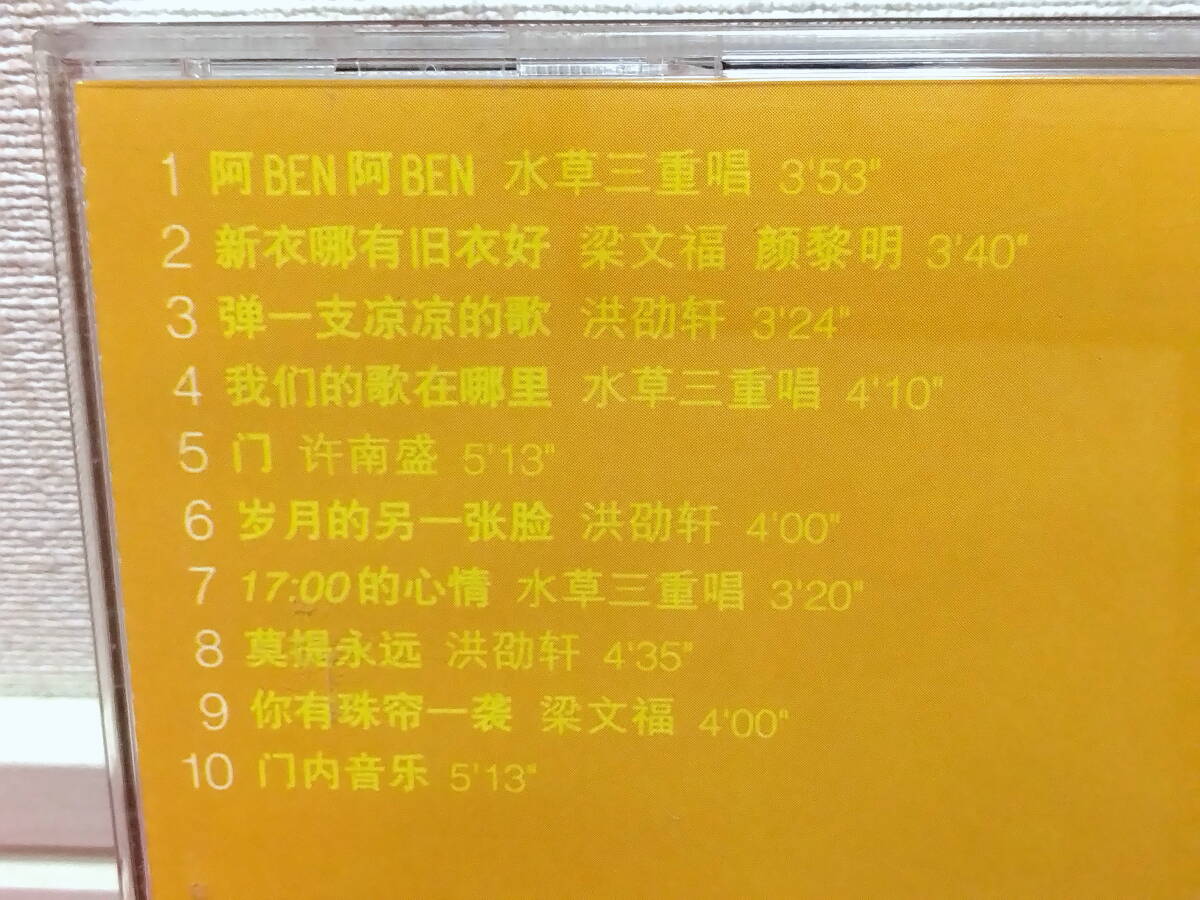 1 阿BEN阿BEN 水草三重唱 3'53"
2 新衣哪有旧衣好 梁文福 颜黎明 3'40"
3 弹一支凉凉的歌 洪劭轩 3'24"
4 我们的歌在哪里 水草三重唱 4'10"
5 门 许南盛 5'13"
6 岁月的另一张脸 洪劭轩 4'00"
7 17:00的心情 水草三重唱 3'20"
8 莫提永远 洪劭轩 4'35"
9 你有珠帘一袭 梁文福 4'00"
10 门内音乐 5'13"